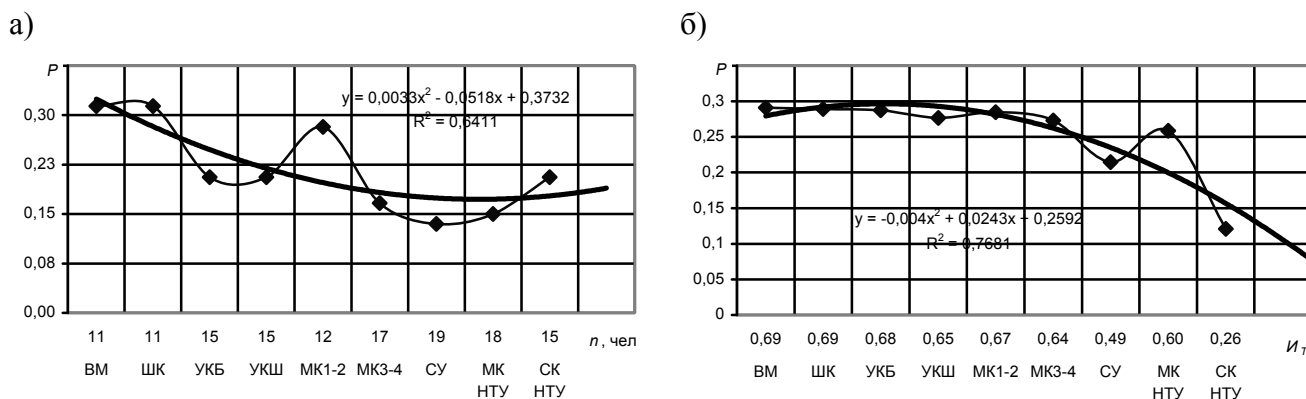 а)
б)
P
y = 0,0033x² - 0,0518x + 0,3732
R² = 0,6411
0,30
0,23
0,15
0,08
0,00
11 11 15 15 12 17 19 18 15 n , чел
ВМ ШК УКБ УКШ МК1-2 МК3-4 СУ МК НТУ СК НТУ
P
0,3
0,25
0,2
0,15
0,1
0,05
0
y = -0,004x² + 0,0243x + 0,2592
R² = 0,7681
0,69 0,69 0,68 0,65 0,67 0,64 0,49 0,60 0,26 И т
ВМ ШК УКБ УКШ МК1-2 МК3-4 СУ МК НТУ СК НТУ